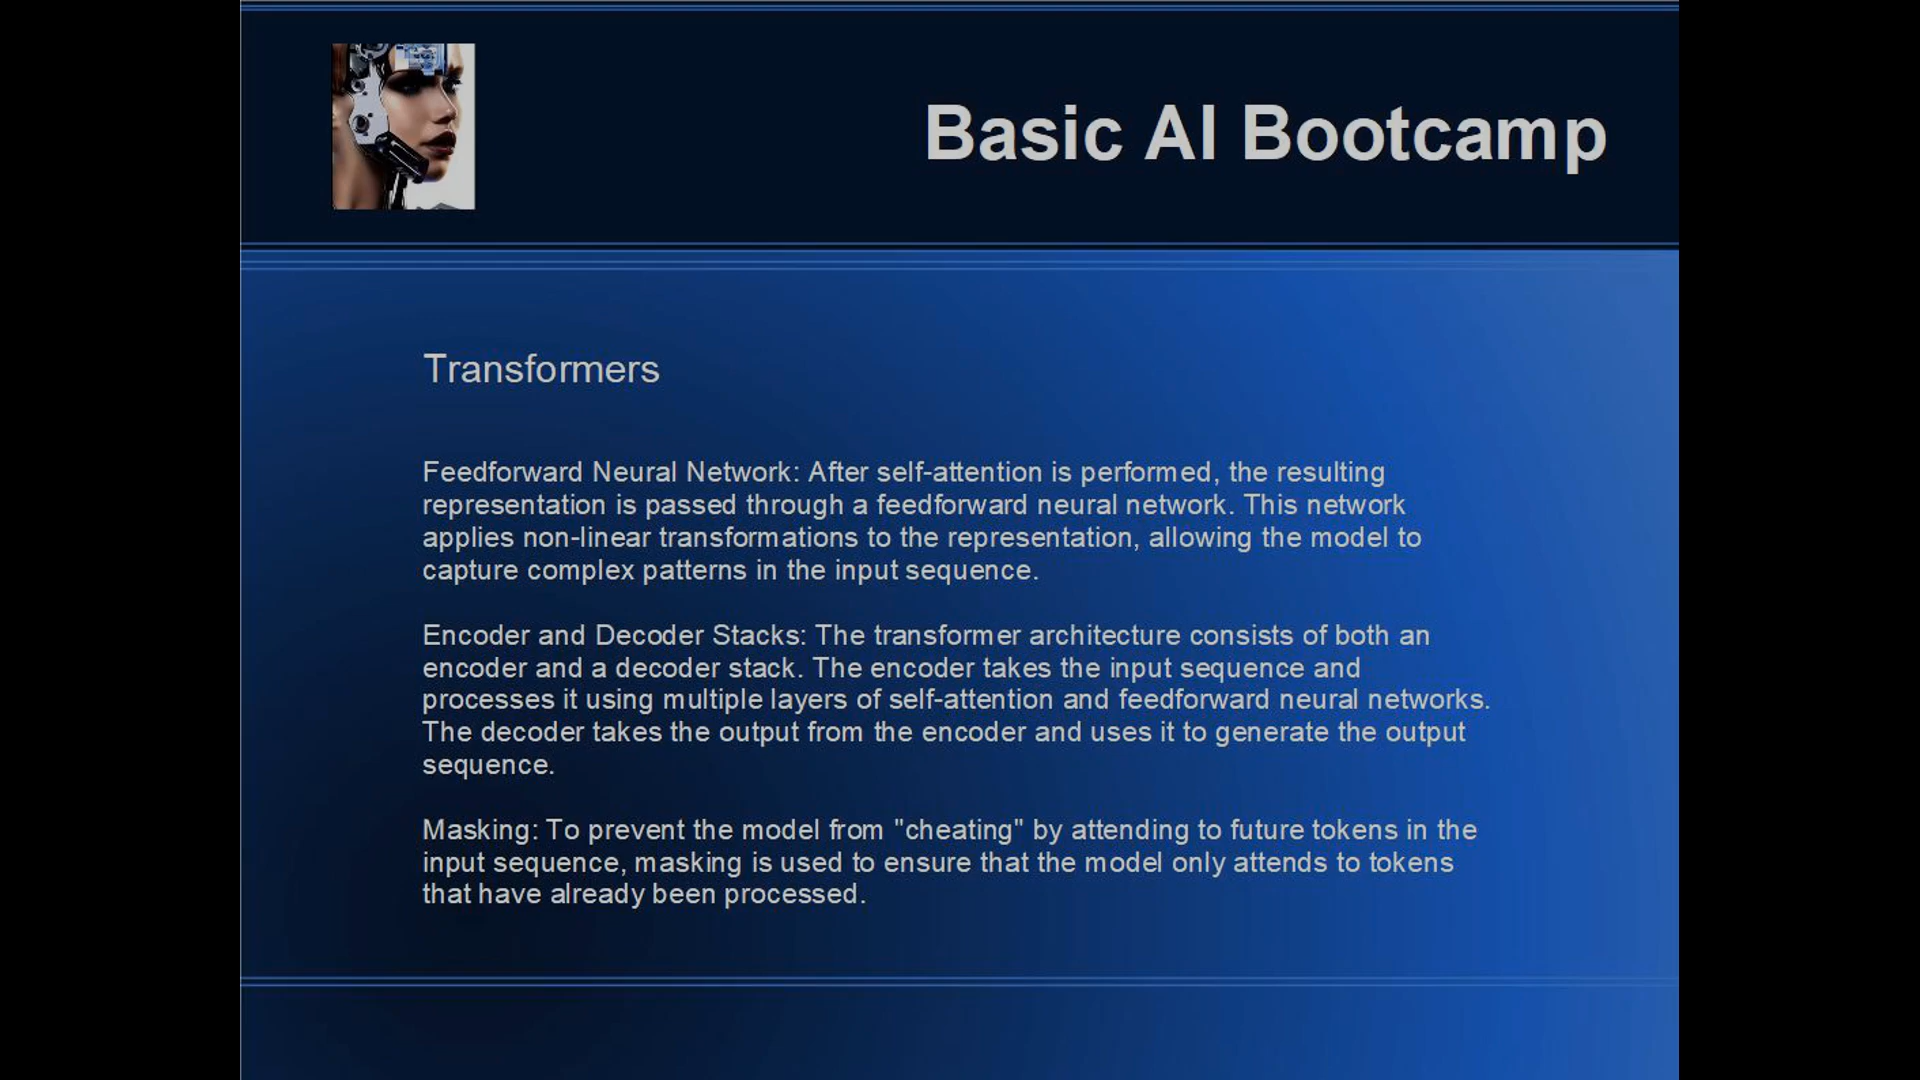 Basic AI Bootcamp
Transformers
Feedforward Neural Network: After self-attention is performed, the resulting
representation is passed through a feedforward neural network. This network
applies non-linear transformations to the representation, allowing the model to
capture complex patterns in the input sequence.
Encoder and Decoder Stacks: The transformer architecture consists of both an
encoder and a decoder stack. The encoder takes the input sequence and
processes it using multiple layers of self-attention and feedforward neural networks.
The decoder takes the output from the encoder and uses it to generate the output
sequence.
Masking: To prevent the model from "cheating" by attending to future tokens in the
input sequence, masking is used to ensure that the model only attends to tokens
that have already been processed.